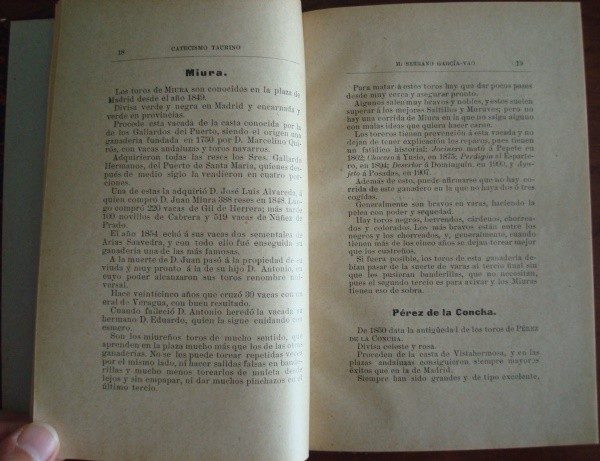 18 CATECISMO TAURINO
Miura.
Los toros de MIURA son conocidos en la plaza de
Madrid desde el año 1849.
Divisa verde y negra en Madrid y encarnada y
verde en provincias.
Procede esta vacada de la casta conocida por la
de los Gallardos del Puerto, siendo el origen una
ganadería fundada en 1759 por D. Marcelino Qui-
rós, con vacas andaluzas y toros navarros.
Adquirieron todas las reses los Sres. Gallardo
Hermanos, del Puerto de Santa María, quienes des-
pués de medio siglo la vendieron en cuatro por-
ciones.
Una de estas la adquirió D. José Luis Alvareda, á
quien compró D. Juan Miura 388 reses en 1848. Lue-
go compró 220 vacas de Gil de Herrera; más tarde
100 novillos de Cabrera y 519 vacas de Núñez de
Prado.
El año 1854 echó á sus vacas dos sementales de
Arias Saavedra, y con todo ello fué enseguida su
ganadería una de las más famosas.
A la muerte de D. Juan pasó á la propiedad de su
viuda y muy pronto á la de su hijo D. Antonio, en
cuyo poder alcanzaron sus toros renombre uni-
versal.
Hace veinticinco años que cruzó 30 vacas con un
eral de Veragua, con buen resultado.
Cuando falleció D. Antonio heredó la vacada su
hermano D. Eduardo, quien la sigue cuidando con
esmero.
Son los miureños toros de mucho sentido, que
aprenden en la plaza mucho más que los de las otras
ganaderías. No se les puede torear repetidas veces
por el mismo lado, ni hacer salidas falsas en bande-
rillas y mucho menos torearlos de muleta desde
lejos y sin empapar, ni dar muchos pinchazos en el
último tercio.
M. SERRANO GARCÍA-VAO 19
Para matar á estos toros hay que dar pocos pases
desde muy cerca y asegurar pronto.
Algunos salen muy bravos y nobles, y éstos suelen
superar á los mejores Saltillos y Muruves; pero no
hay una corrida de Miura en la que no salga alguno
con malas ideas que quiera hacer carne.
Los toreros tienen prevención á esta vacada y no
dejan de tener explicación los reparos, pues tienen
un fatídico historial: Jocinero mató á Pepete en
1862; Chocero á Yusio, en 1875; Perdigón al Esparte-
ro, en 1894; Desertor á Dominguín, en 1900, y
á Posadas, en 1907.
Además de esto, puede afirmarse que no hay co-
rrida de esta ganadero en la que no haya dos ó tres
cogidas.
Generalmente son bravos en varas, haciendo la
pelea con poder y sequedad.
Hay toros negros, berrendos, cárdenos, chorrea-
dos y colorados. Los más bravos están entre los
negros y los chorreados, y, generalmente, cuando
tienen más de los cinco años se dejan torear mejor
que los cuatreños.
Si fuera posible, los toros de esta ganadería de-
bían pasar de la suerte de varas al tercio final sin
que les pusieran banderillas, que no necesitan,
pues el segundo tercio es para avivar y los Miuras
tienen eso de sobra.
Pérez de la Concha.
De 1850 data la antigüedad de los toros de PÉREZ
DE LA CONCHA.
Divisa celeste y rosa.
Proceden de la casta de Vistahermosa, y en las
plazas andaluzas consiguieron siempre mayores
éxitos que en la de Madrid.
Siempre han sido grandes y de tipo excelente,